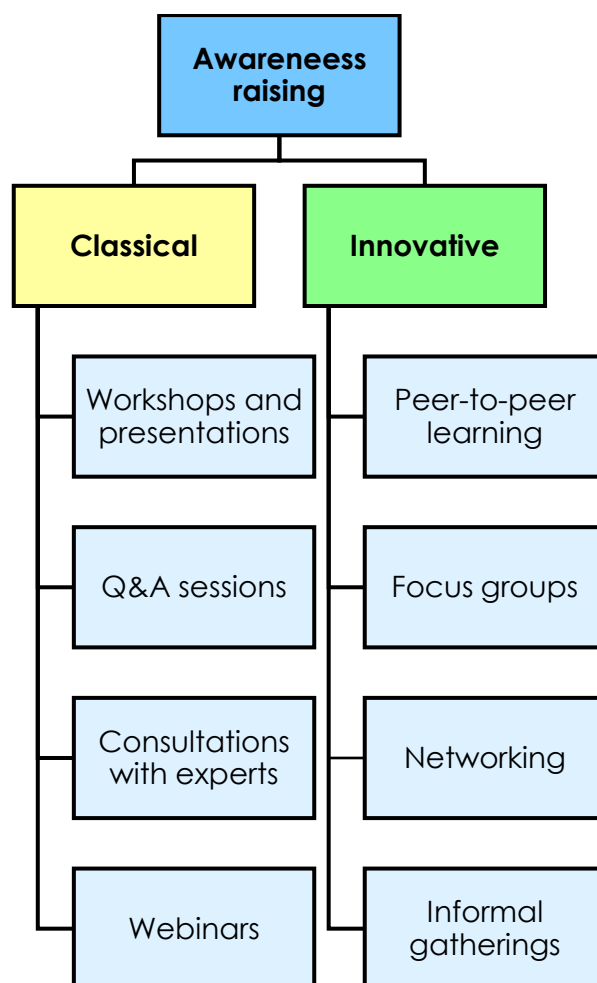 Awareneess
raising
Classical
Innovative
Workshops and
presentations
Peer-to-peer
learning
Q&A sessions
Focus groups
Consultations
with experts
Networking
Webinars
Informal
gatherings